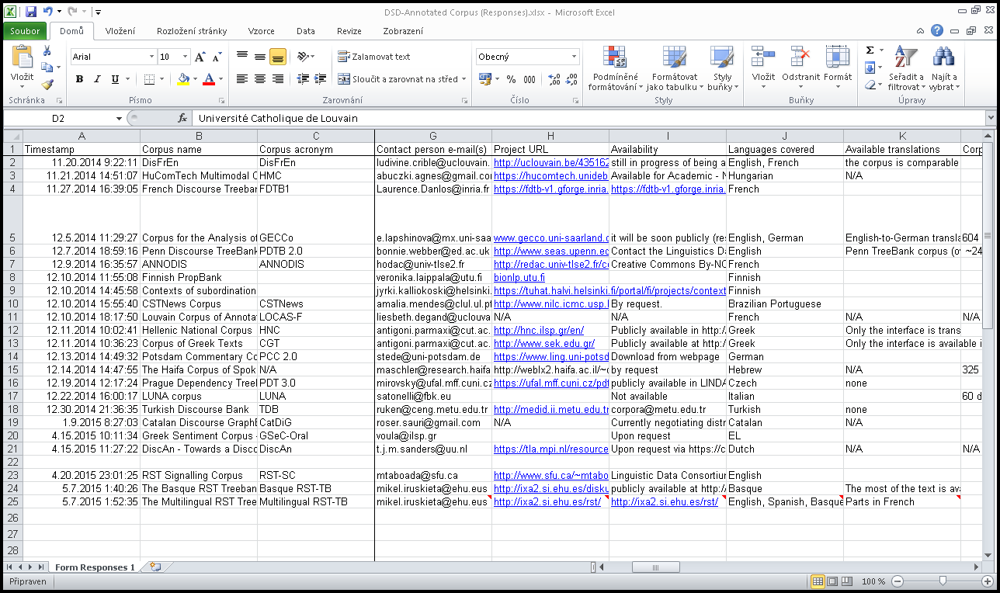 DSD-Annotated Corpus (Responses).xlsx - Microsoft Excel
Soubor Domů Vložení Rozložení stránky Vzorce Data Revize Zobrazení
Vložit Arial 10 Zalamovat text Obecný Podmíněné formátování Formátovat jako tabulku Styly buňky Vložit Odstranit Formát Seřadit a filtrovat Najít a vybrat
B I U A Sloučit a zarovnat na střed % 000
Schránka Písmo Zarovnání Číslo Styly Buňky Úpravy
D2 fx Université Catholique de Louvain
A B C G H I J K
1 Timestamp Corpus name Corpus acronym Contact person e-mail(s) Project URL Availability Languages covered Available translations Corp
2 11.20.2014 9:22:11 DisFrEn DisFrEn ludivine.crible@uclouvain. http://uclouvain.be/435162 still in progress of being a English, French the corpus is comparable
3 11.21.2014 14:51:07 HuComTech Multimodal C HMC abuczki.agnes@gmail.co https://hucomtech.unideb Available for Academic - N Hungarian N/A
4 11.27.2014 16:39:05 French Discourse Treebar FDTB1 Laurence.Danlos@inria.fr https://fdtb-v1.gforge.inria. https://fdtb-v1.gforge.inria. French
5 12.5.2014 11:29:27 Corpus for the Analysis of GECCo e.lapshinova@mx.uni-saa www.gecco.uni-saarland.c it will be soon publicly (res English, German English-to-German transla 604
6 12.7.2014 18:59:16 Penn Discourse TreeBank PDTB 2.0 bonnie.webber@ed.ac.uk http://www.seas.upenn.ec Contact the Linguistics Da English Penn TreeBank corpus (o ~24
7 12.9.2014 16:35:57 ANNODIS ANNODIS hodac@univ-tlse2.fr http://redac.univ-tlse2.fr/c Creative Commons By-NC French
8 12.10.2014 11:55:08 Finnish PropBank veronika.laippala@utu.fi bionlp.utu.fi Finnish
9 12.10.2014 14:45:58 Contexts of subordination jyrki.kalliokoski@helsinki. https://tuhat.halvi.helsinki.fi/portal/fi/projects/context Finnish
10 12.10.2014 15:55:40 CSTNews Corpus CSTNews amalia.mendes@clul.ul.pt http://www.nilc.icmc.usp.l By request. Brazilian Portuguese
11 12.10.2014 18:17:50 Louvain Corpus of Annota LOCAS-F liesbeth.degand@uclouva N/A N/A French N/A N/A
12 12.11.2014 10:02:41 Hellenic National Corpus HNC antigoni.parmaxi@cut.ac. http://hnc.ilsp.gr/en/ Publicly available in http:/ Greek Only the interface is trans
13 12.11.2014 10:36:23 Corpus of Greek Texts CGT antigoni.parmaxi@cut.ac. http://www.sek.edu.gr/ Publicly available at http:/ Greek Only the interface is available i
14 12.13.2014 14:49:32 Potsdam Commentary Co PCC 2.0 stede@uni-potsdam.de https://www.ling.uni-potsd Download from webpage German
15 12.14.2014 14:47:55 The Haifa Corpus of Spok N/A maschler@research.haifa http://weblx2.haifa.ac.il/~c by request Hebrew N/A 325
16 12.19.2014 12:17:24 Prague Dependency Treel PDT 3.0 mirovsky@ufal.mff.cuni.cz https://ufal.mff.cuni.cz/pdt publicly available in LINDA Czech none
17 12.22.2014 16:00:17 LUNA corpus LUNA satonelli@fbk.eu Not available Italian 60 d
18 12.30.2014 21:36:35 Turkish Discourse Bank TDB ruken@ceng.metu.edu.tr http://medid.ii.metu.edu.tr corpora@metu.edu.tr Turkish none
19 1.9.2015 8:27:03 Catalan Discourse Graph CatDiG roser.sauri@gmail.com N/A Currently negotiating distr Catalan N/A
20 4.15.2015 10:11:34 Greek Sentiment Corpus - GSeC-Oral voula@ilsp.gr Upon request EL
21 4.15.2015 11:27:22 DiscAn - Towards a Disco DiscAn t.j.m.sanders@uu.nl https://tla.mpi.nl/resource Upon request via https://c Dutch N/A N/A
22
23 4.20.2015 23:01:25 RST Signalling Corpus RST-SC mtaboada@sfu.ca http://www.sfu.ca/~mtabo Linguistic Data Consortiun English
24 5.7.2015 1:40:26 The Basque RST Treeban Basque RST-TB mikel.iruskieta@ehu.eus http://ixa2.si.ehu.es/disku publicly available at http:/ Basque The most of the text is ava
25 5.7.2015 1:52:35 The Multilingual RST Tree Multilingual RST-TB mikel.iruskieta@ehu.eus http://ixa2.si.ehu.es/rst/ http://ixa2.si.ehu.es/rst/ English, Spanish, Basque Parts in French
26
27
28
Form Responses 1
Připraven 100 %